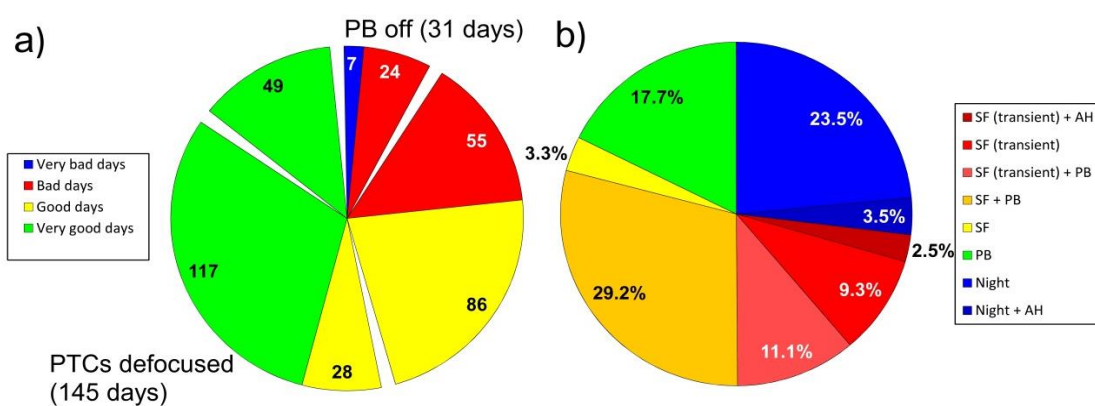 a)
PB off (31 days)
7
24
55
86
28
117
49
PTCs defocused
(145 days)
Very bad days
Bad days
Good days
Very good days
b)
23.5%
3.5%
2.5%
9.3%
11.1%
29.2%
3.3%
17.7%
SF (transient) + AH
SF (transient)
SF (transient) + PB
SF + PB
SF
PB
Night
Night + AH